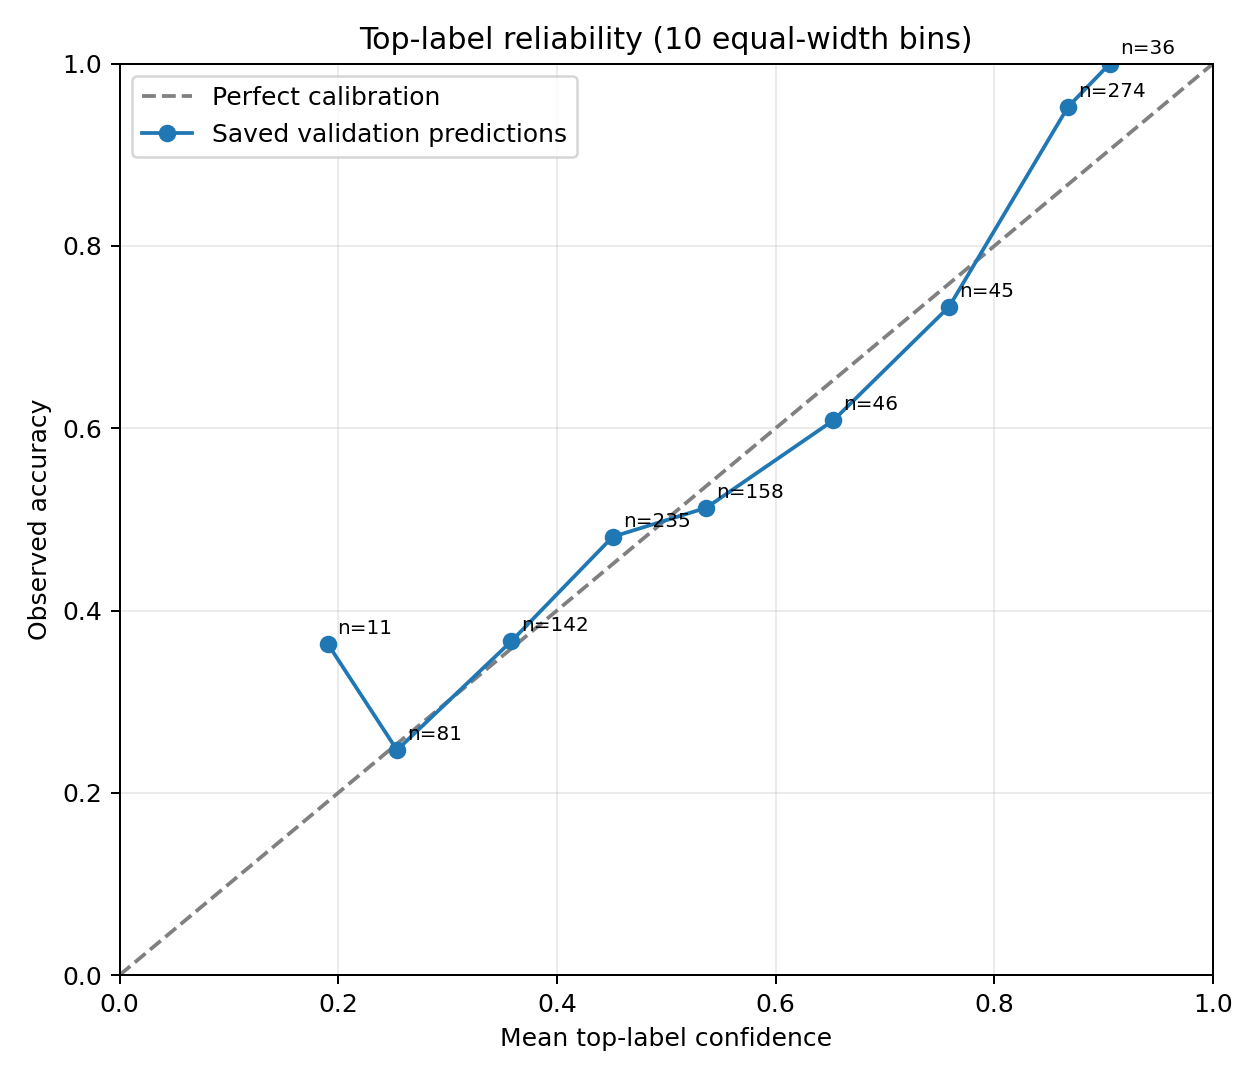 Top-label reliability (10 equal-width bins)
n=36
1.0
Perfect calibration
n=274
Saved validation predictions
0.8
n=45
n=46
0.6
n=158
n=235
Observed accuracy
0.4
n=11
n=142
n=81
0.2
0.0
0.0 0.2 0.4 0.6 0.8 1.0
Mean top-label confidence